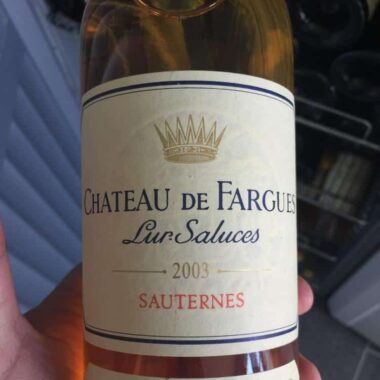 CHATEAU DE FARGUES
Lur-Saluces
2003
SAUTERNES